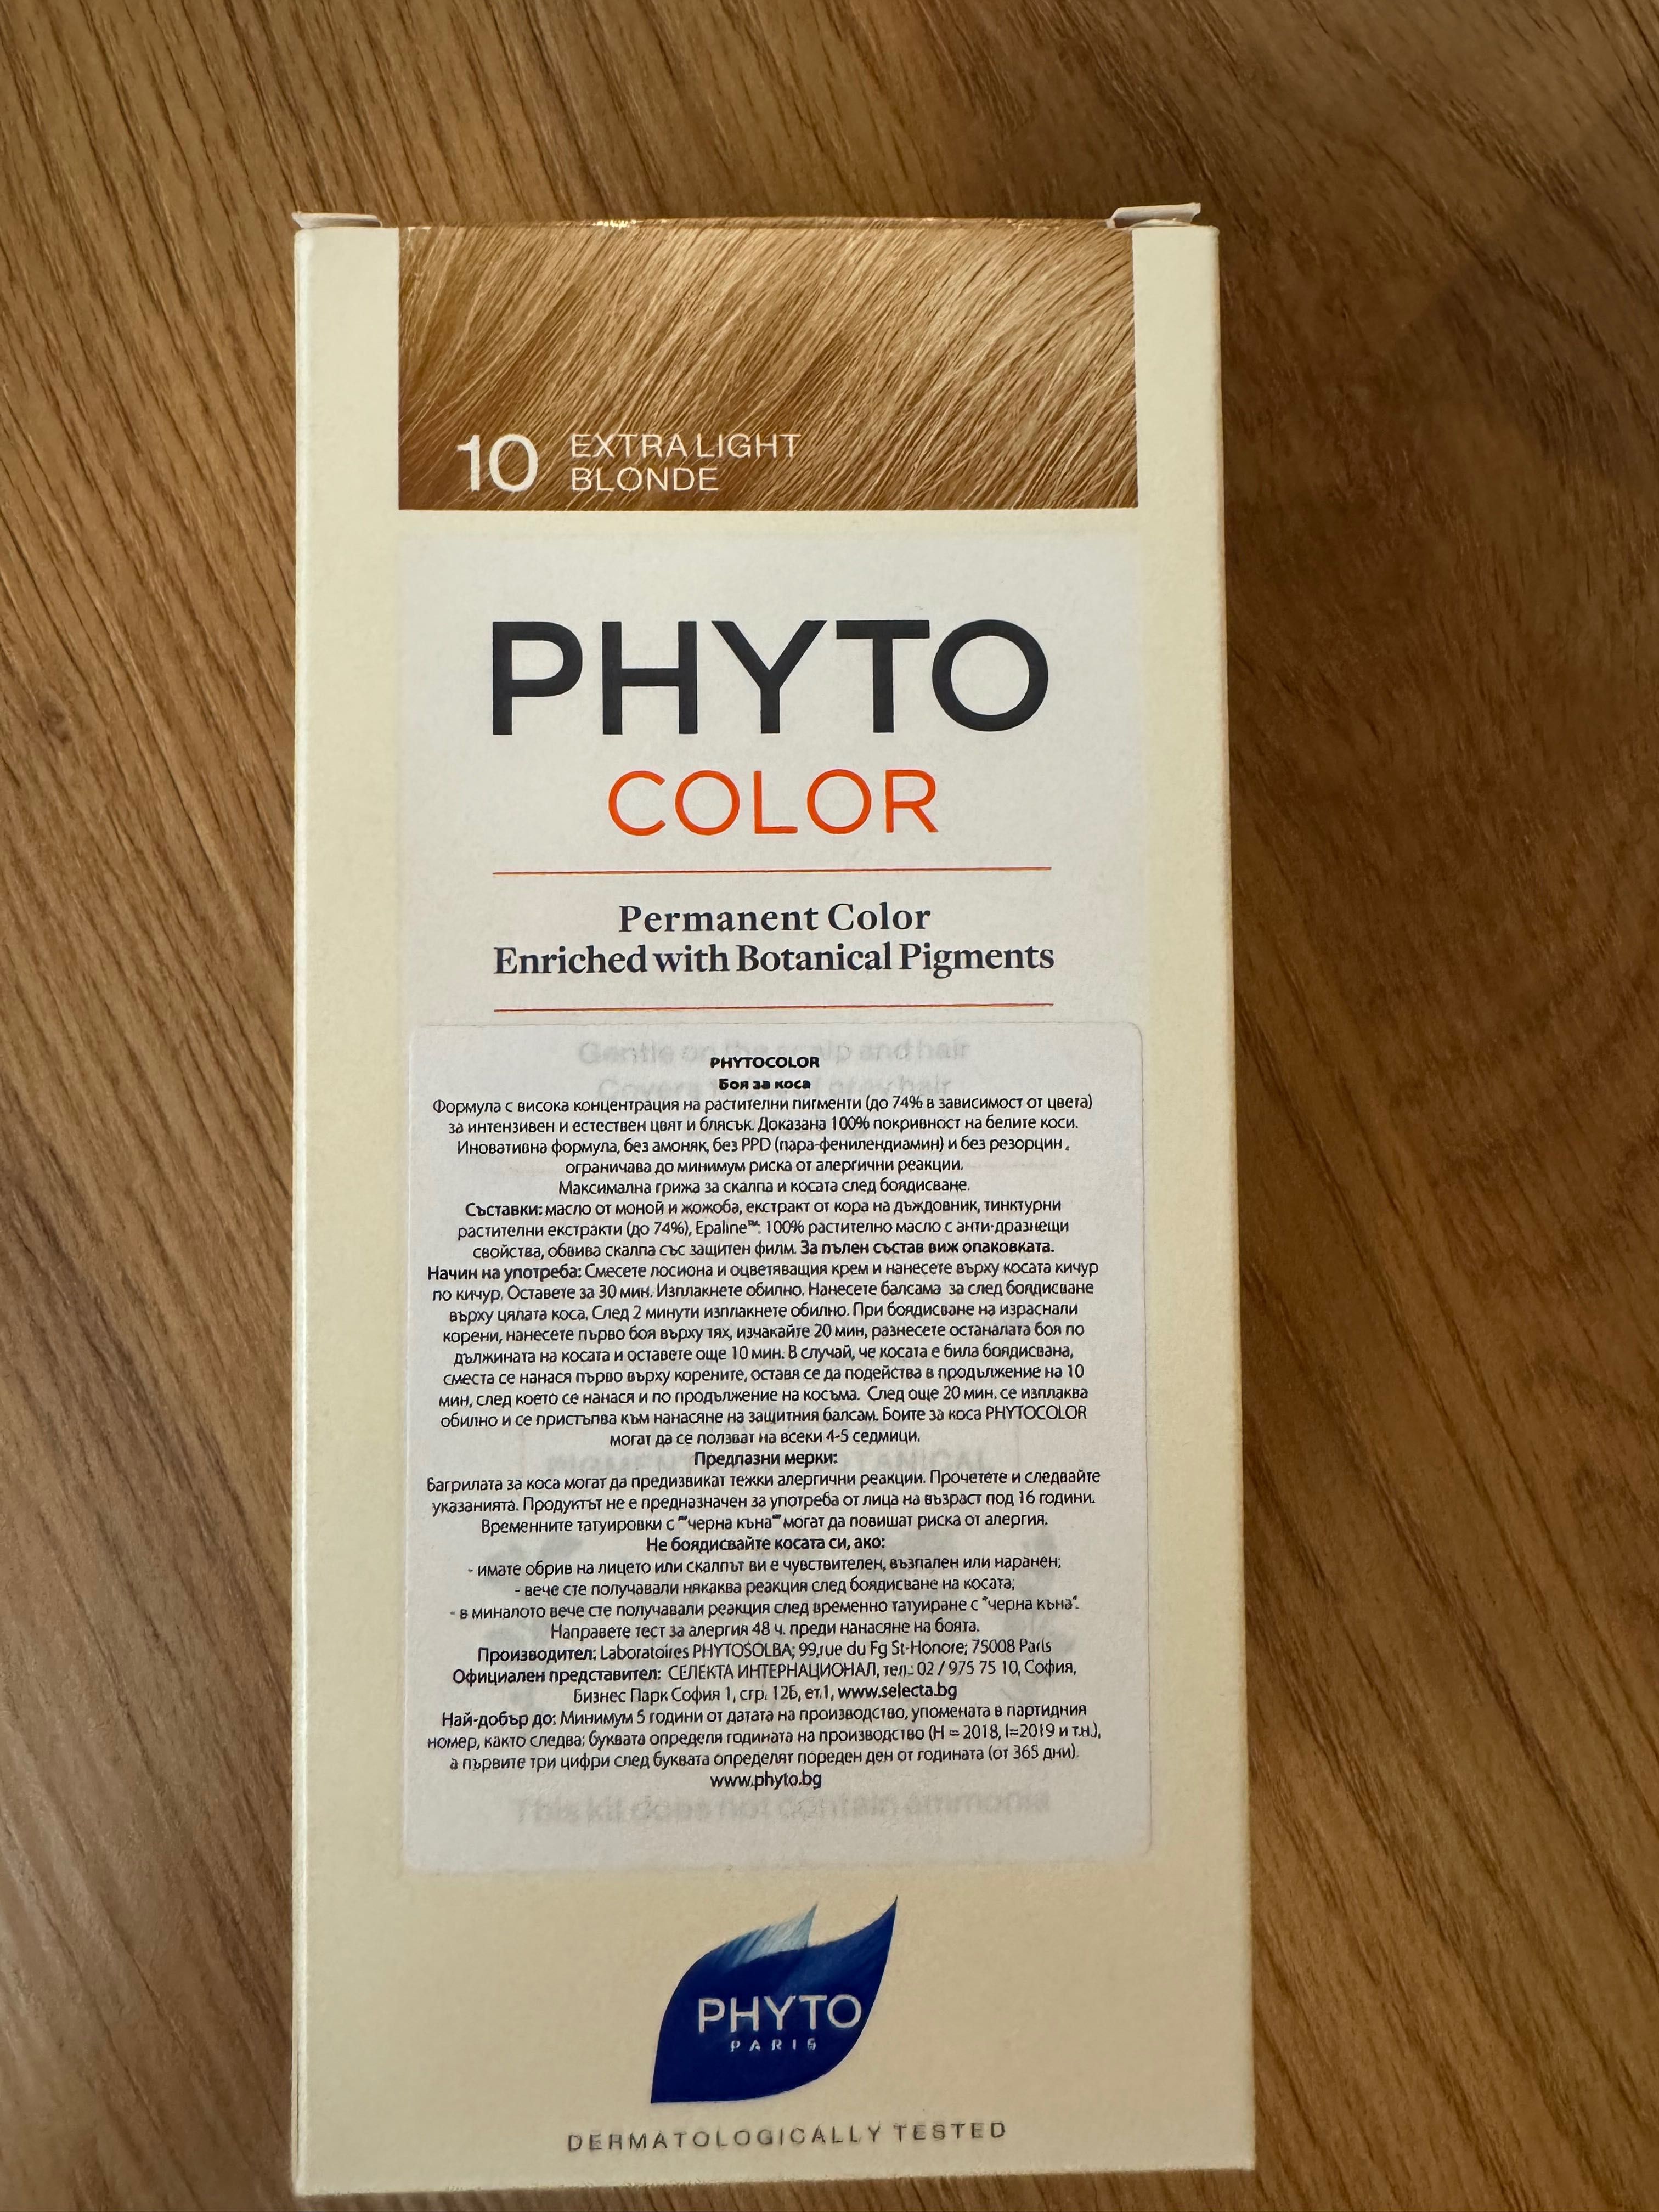 10 EXTRA LIGHT
BLONDE
PHYTO
COLOR
Permanent Color
Enriched with Botanical Pigments
Gentle on the scalp and hair
PHYTOCOLOR
Covers grey hair
Боя за коса
Формула с висока концентрация на растителни пигменти (до 74% в зависимост от цвета)
за интензивен и естествен цвят и блясък. Доказана 100% покривност на белите коси.
Иновативна формула, без амоняк, без PPD (пара-фенилендиамин) и без резорцин,
ограничава до минимум риска от алергични реакции.
Максимална грижа за скалпа и косата след боядисване.
Съставки: масло от моной и жожоба, екстракт от кора на дъждовник, тинктурни
растителни екстракти (до 74%), Epaline™: 100% растително масло с анти-дразнещи
свойства, обвива скалпа със защитен филм. За пълен състав виж опаковката.
Начин на употреба: Смесете лосиона и оцветяващия крем и нанесете върху косата кичур
по кичур. Оставете за 30 мин. Изплакнете обилно. Нанесете балсама за след боядисване
върху цялата коса. След 2 минути изплакнете обилно. При боядисване на израснали
корени, нанесете първо боя върху тях, изчакайте 20 мин, разнесете останалата боя по
дължината на косата и оставете още 10 мин. В случай, че косата е била боядисвана,
сместа се нанася първо върху корените, оставя се да подейства в продължение на 10
мин, след което се нанася и по продължение на косъма. След още 20 мин. се изплаква
обилно и се пристъпва към нанасяне на защитния балсам. Боите за коса PHYTOCOLOR
могат да се ползват на всеки 4-5 седмици.
Предпазни мерки:
Багрилата за коса могат да предизвикат тежки алергични реакции. Прочетете и следвайте
указанията. Продуктът не е предназначен за употреба от лица на възраст под 16 години.
Временните татуировки с ""черна къна"" могат да повишат риска от алергия.
Не боядисвайте косата си, ако:
- имате обрив на лицето или скалпът ви е чувствителен, възпален или наранен;
- вече сте получавали някаква реакция след боядисване на косата;
- в миналото вече сте получавали реакция след временно татуиране с "черна къна".
Направете тест за алергия 48 ч. преди нанасяне на боята.
Производител: Laboratoires PHYTOSOLBA; 99,rue du Fg St-Honore; 75008 Paris
Официален представител: СЕЛЕКТА ИНТЕРНАЦИОНАЛ, тел.: 02 / 975 75 10, София,
Бизнес Парк София 1, сгр. 12Б, ет.1, www.selecta.bg
Най-добър до: Минимум 5 години от датата на производство, упомената в партидния
номер, както следва: буквата определя годината на производство (H = 2018, I=2019 и т.н.),
а първите три цифри след буквата определят пореден ден от годината (от 365 дни).
www.phyto.bg
This kit does not contain ammonia
PHYTO
PARIS
DERMATOLOGICALLY TESTED